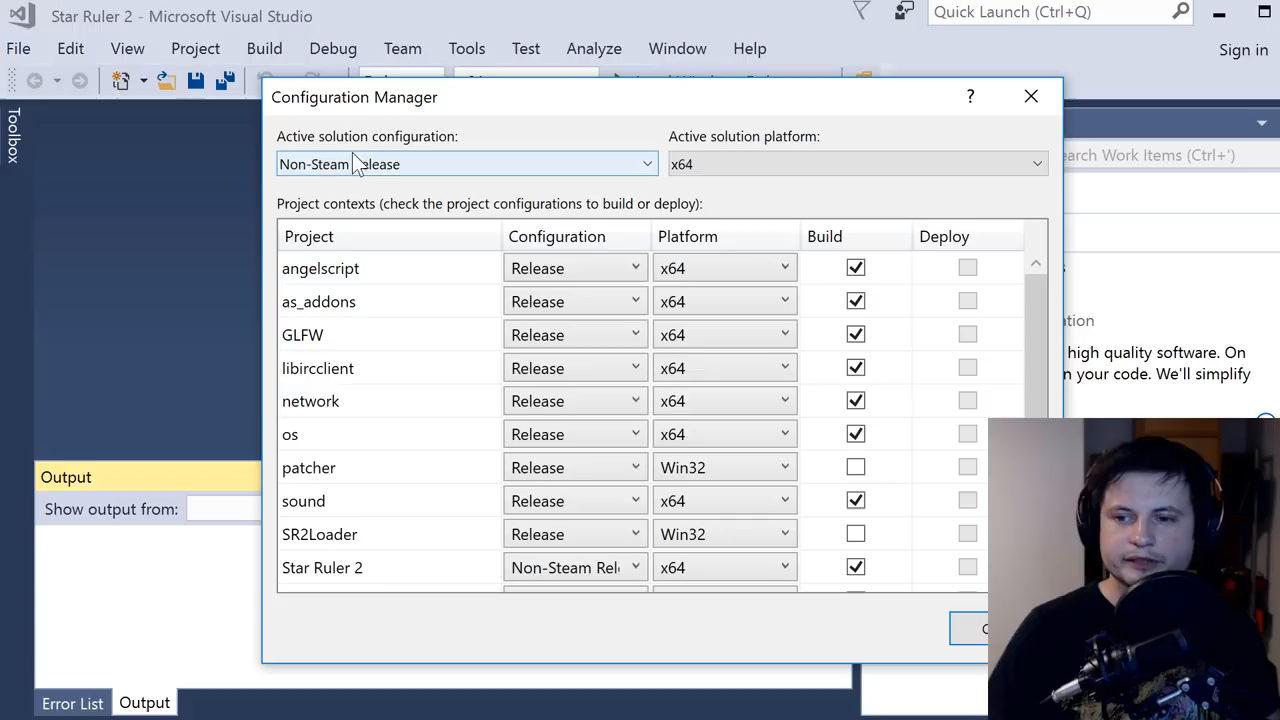 Star Ruler 2 - Microsoft Visual Studio
Quick Launch (Ctrl+Q)
File Edit View Project Build Debug Team Tools Test Analyze Window Help
Sign in
Toolbox
Configuration Manager
?
Active solution configuration:
Active solution platform:
Non-Steam Release
x64
earch Work Items (Ctrl+')
Project contexts (check the project configurations to build or deploy):
Project Configuration Platform Build Deploy
angelscript Release x64
as_addons Release x64
GLFW Release x64
libircclient Release x64
network Release x64
os Release x64
patcher Release Win32
sound Release x64
SR2Loader Release Win32
Star Ruler 2 Non-Steam Rel x64
ation
high quality software. On
n your code. We'll simplify
Output
Show output from:
Error List Output